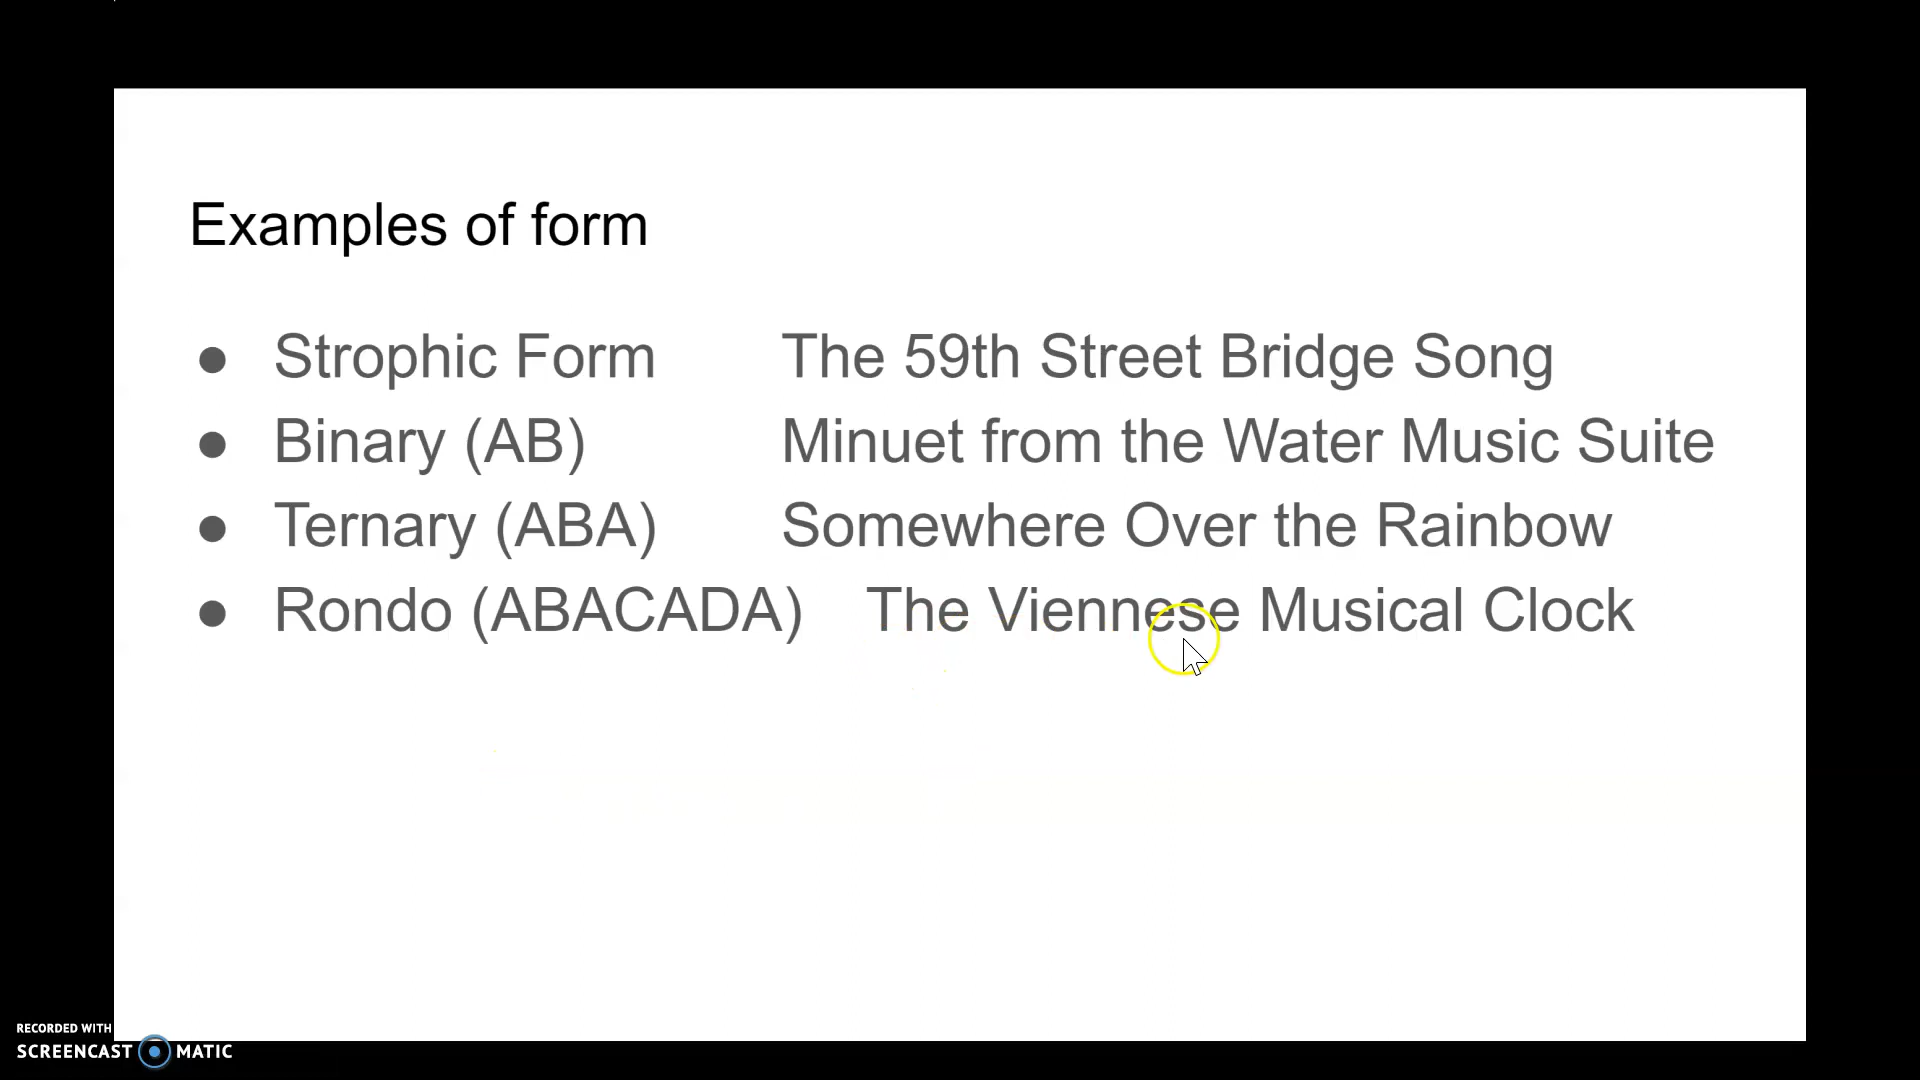 Examples of form
● Strophic Form The 59th Street Bridge Song
● Binary (AB) Minuet from the Water Music Suite
● Ternary (ABA) Somewhere Over the Rainbow
● Rondo (ABACADA) The Viennese Musical Clock
RECORDED WITH
SCREENCAST MATIC